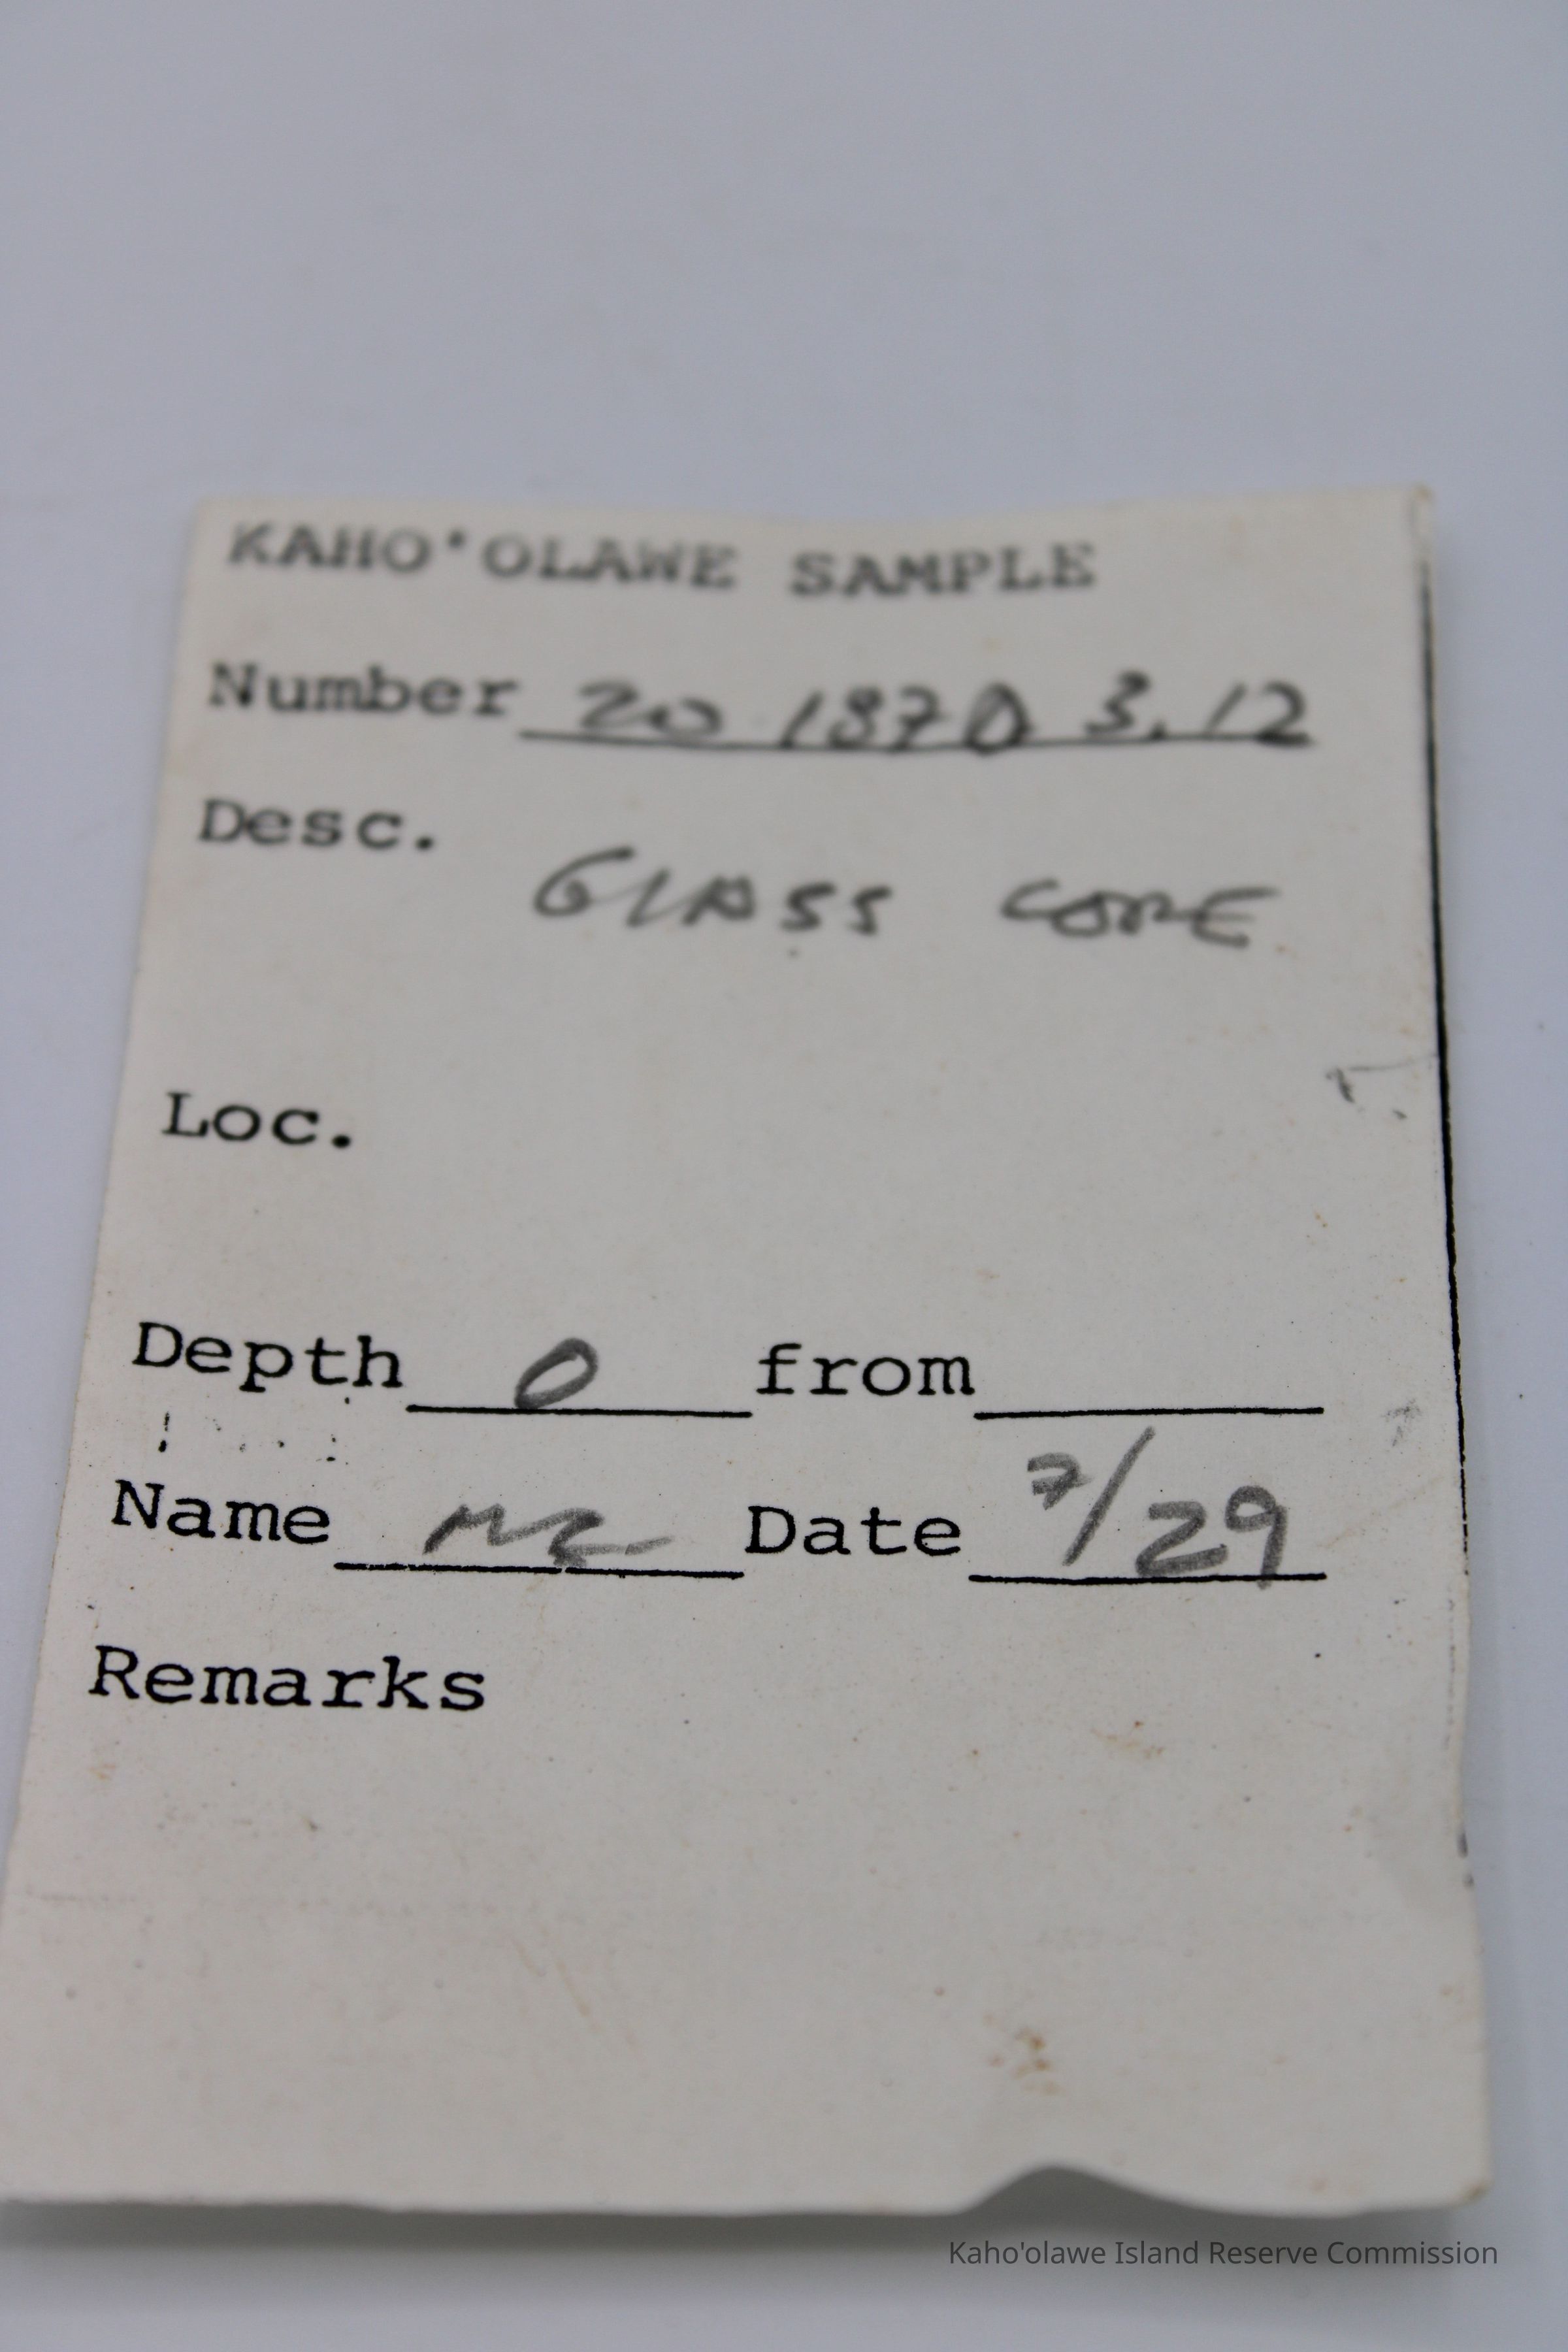 KAHO'OLAWE SAMPLE
Number 20 187D 3.12
Desc.
GLASS CORE
Loc.
Depth 0 from
Name Date 7/29
Remarks
Kaho'olawe Island Reserve Commission